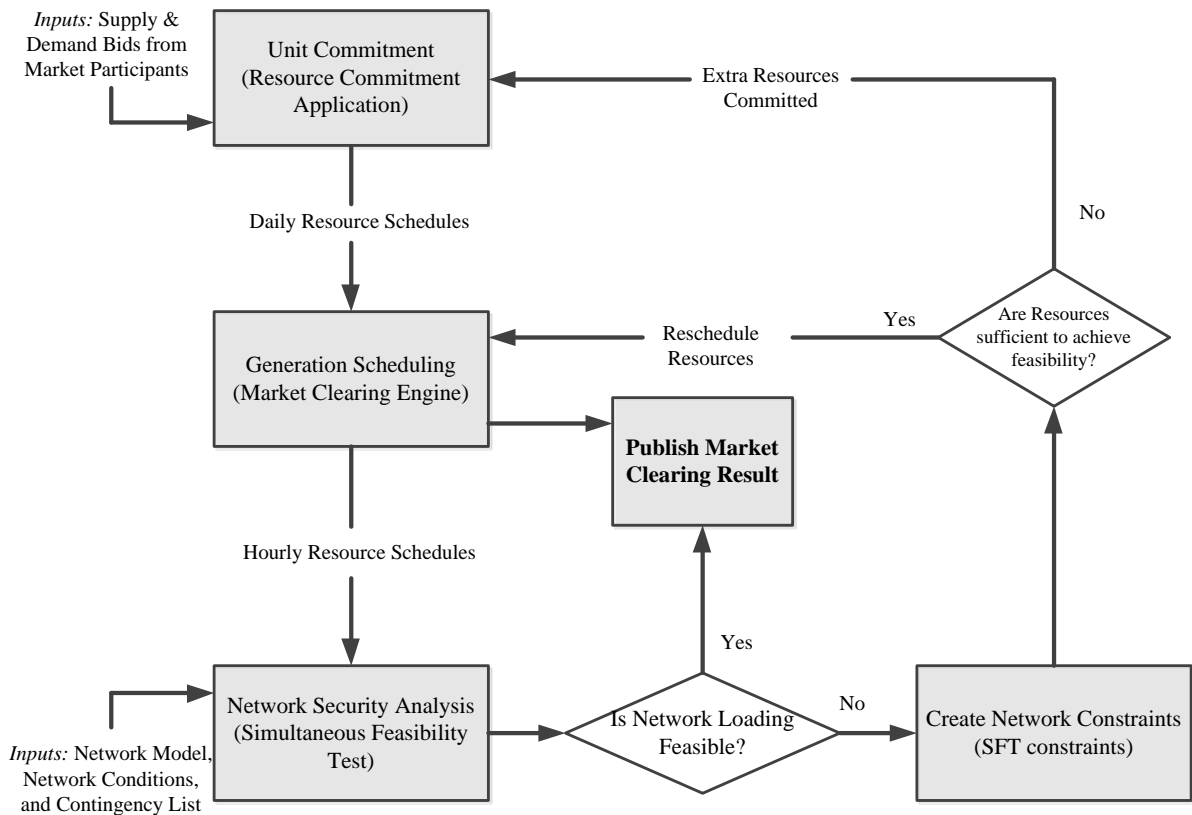 Inputs: Supply &
Demand Bids from
Market Participants
Unit Commitment
(Resource Commitment
Application)
Extra Resources
Committed
No
Daily Resource Schedules
Generation Scheduling
(Market Clearing Engine)
Reschedule
Resources
Yes
Are Resources
sufficient to achieve
feasibility?
Publish Market
Clearing Result
Hourly Resource Schedules
Yes
Network Security Analysis
(Simultaneous Feasibility
Test)
Is Network Loading
Feasible?
No
Create Network Constraints
(SFT constraints)
Inputs: Network Model,
Network Conditions,
and Contingency List